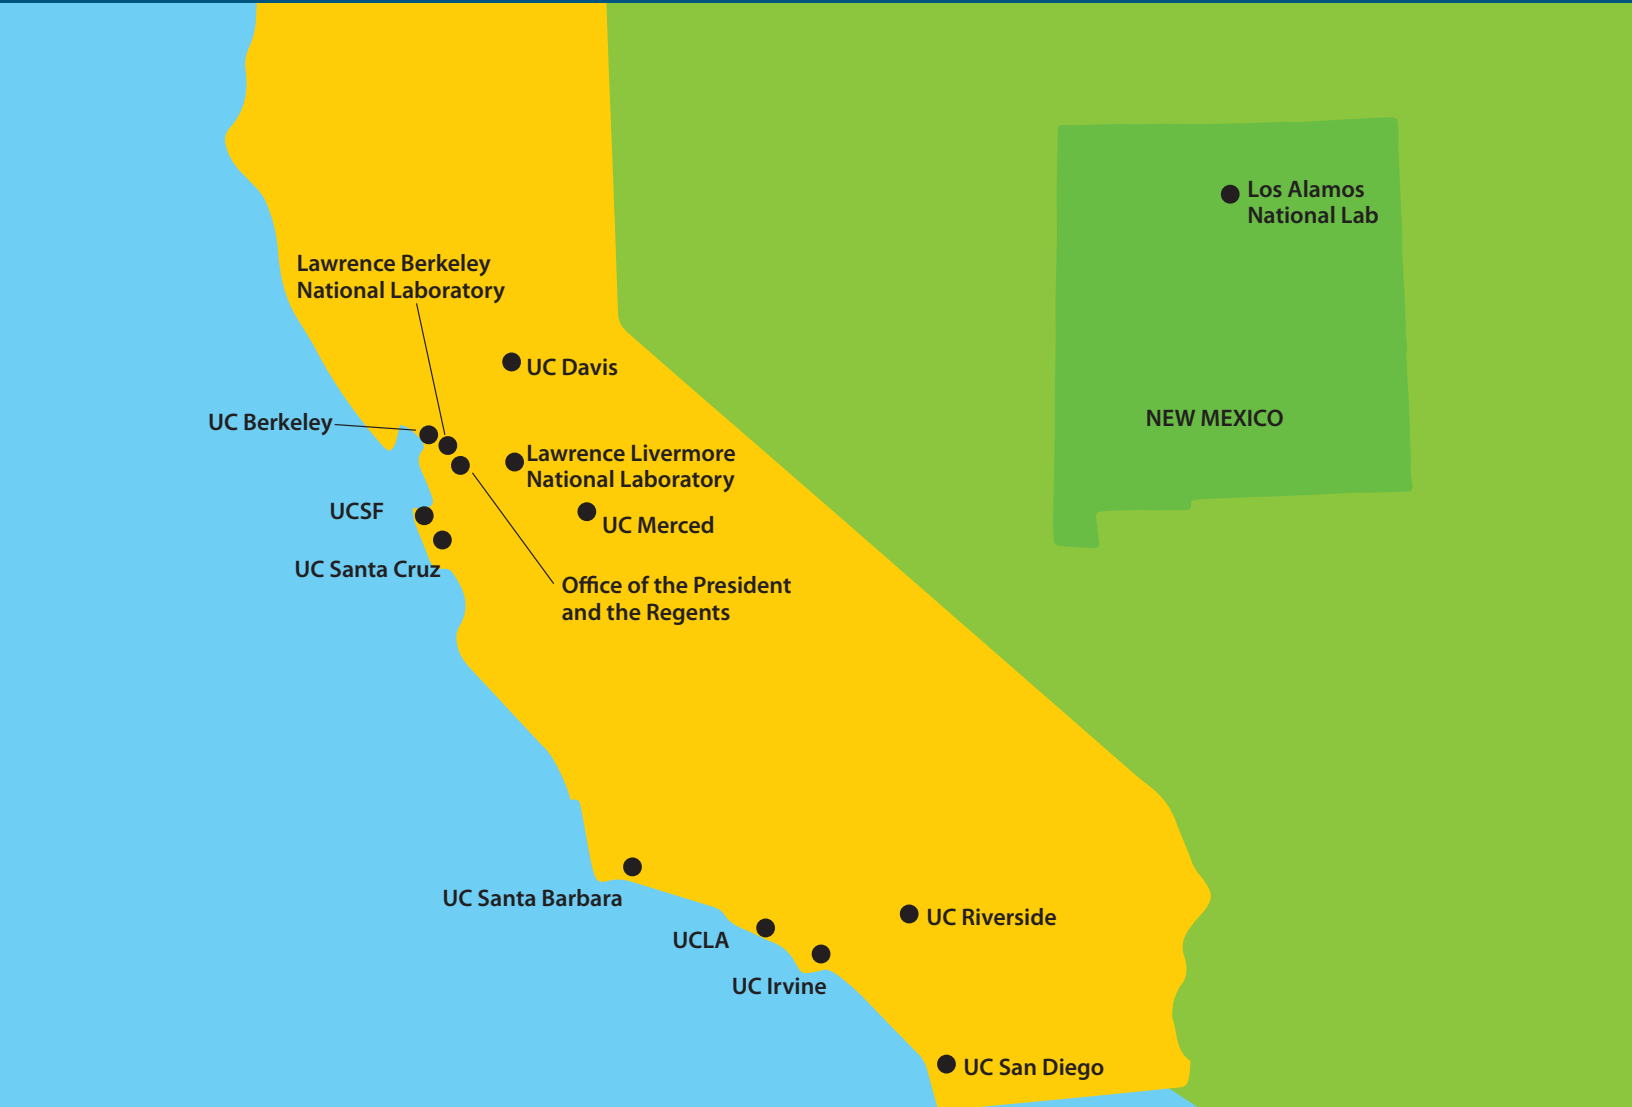 Los Alamos
National Lab
Lawrence Berkeley
National Laboratory
UC Davis
UC Berkeley
NEW MEXICO
Lawrence Livermore
National Laboratory
UCSF
UC Merced
UC Santa Cruz
Office of the President
and the Regents
UC Santa Barbara
UC Riverside
UCLA
UC Irvine
UC San Diego